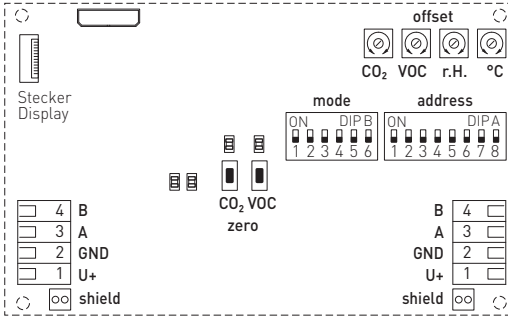 offset
CO₂ VOC r.H. °C
Stecker
Display
mode address
ON DIP B ON DIP A
1 2 3 4 5 6 1 2 3 4 5 6 7 8
CO₂ VOC
zero
4 B B 4
3 A A 3
2 GND GND 2
1 U+ U+ 1
shield shield